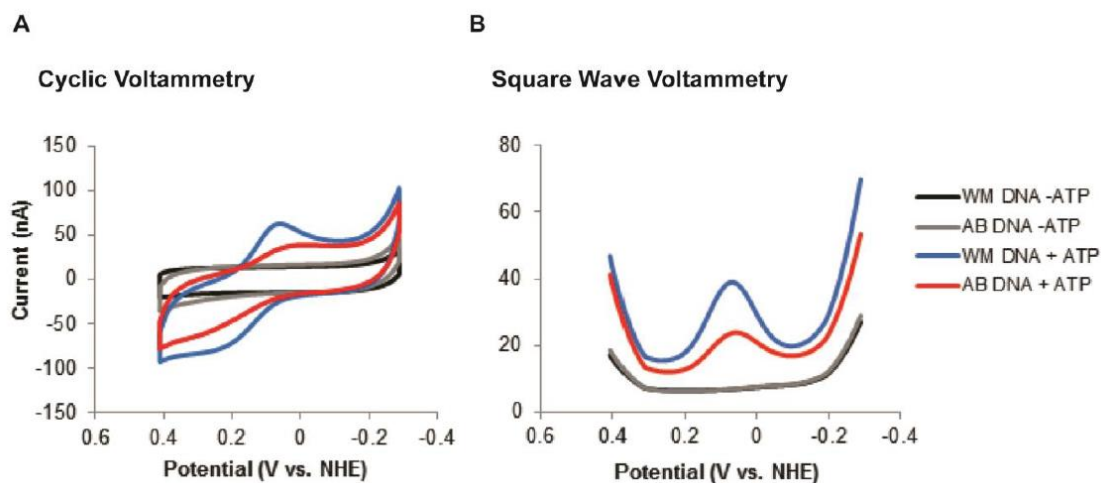 A
B
Cyclic Voltammetry
Square Wave Voltammetry
150
100
50
0
-50
-100
-150
Current (nA)
0.6
0.4
0.2
0
-0.2
-0.4
Potential (V vs. NHE)
80
60
40
20
0
0.6
0.4
0.2
0
-0.2
-0.4
Potential (V vs. NHE)
WM DNA -ATP
AB DNA -ATP
WM DNA + ATP
AB DNA + ATP